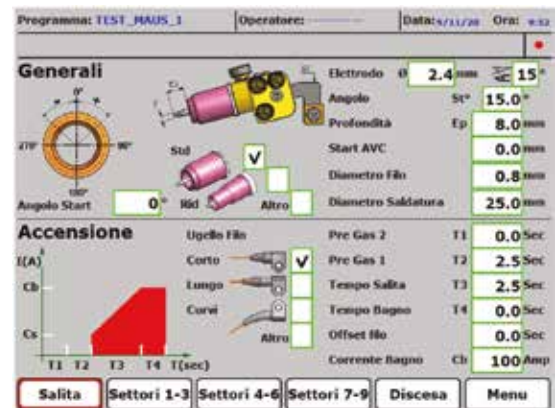 Programma: TEST_MAUS_1 Operatore: Data: 5/11/20 Ora: 9:32
Generali
Elettrodo Ø 2.4 mm 15°
Angolo St° 15.0°
Profondità Ep 8.0 mm
Start AVC 0.0 mm
Diametro Filo 0.8 mm
Diametro Saldatura 25.0 mm
0°
270° 90°
180°
Angolo Start 0°
Std V
Rid Altro
Accensione
Ugello Filo
Corto V
Lungo
Curvi
Altro
I(A)
Cb
Cs
T1 T2 T3 T4 T(sec)
Pre Gas 2 T1 0.0 Sec
Pre Gas 1 T2 2.5 Sec
Tempo Salita T3 2.5 Sec
Tempo Bagno T4 0.0 Sec
Offset filo 0.0 Sec
Corrente Bagno Cb 100 Amp
Salita Settori 1-3 Settori 4-6 Settori 7-9 Discesa Menu